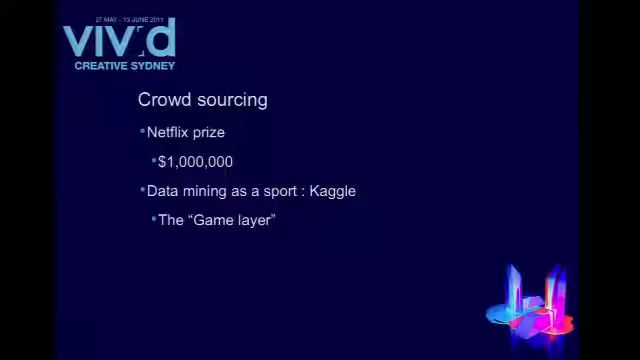 27 MAY - 13 JUNE 2011
vivid
CREATIVE SYDNEY
Crowd sourcing
•Netflix prize
•$1,000,000
•Data mining as a sport : Kaggle
•The “Game layer”